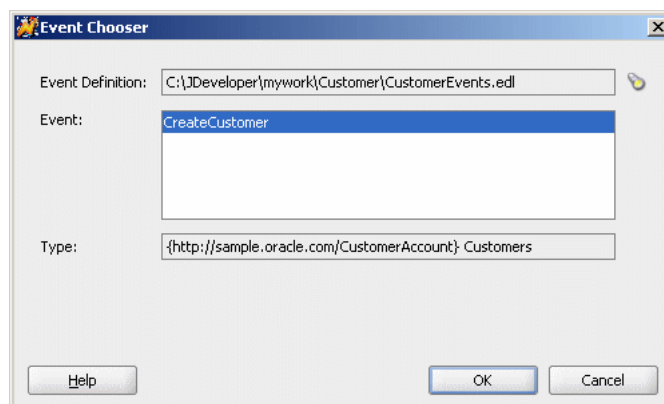 Event Chooser
Event Definition: C:\JDeveloper\mywork\Customer\CustomerEvents.edl
Event: CreateCustomer
Type: {http://sample.oracle.com/CustomerAccount} Customers
Help OK Cancel